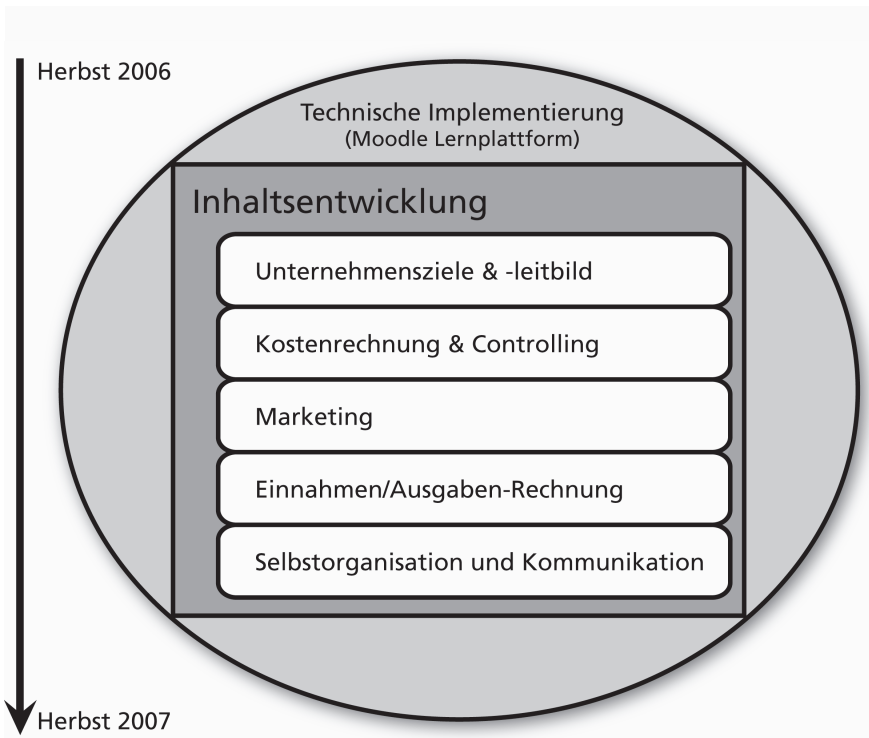 Herbst 2006
Technische Implementierung
(Moodle Lernplattform)
Inhaltsentwicklung
Unternehmensziele & -leitbild
Kostenrechnung & Controlling
Marketing
Einnahmen/Ausgaben-Rechnung
Selbstorganisation und Kommunikation
Herbst 2007